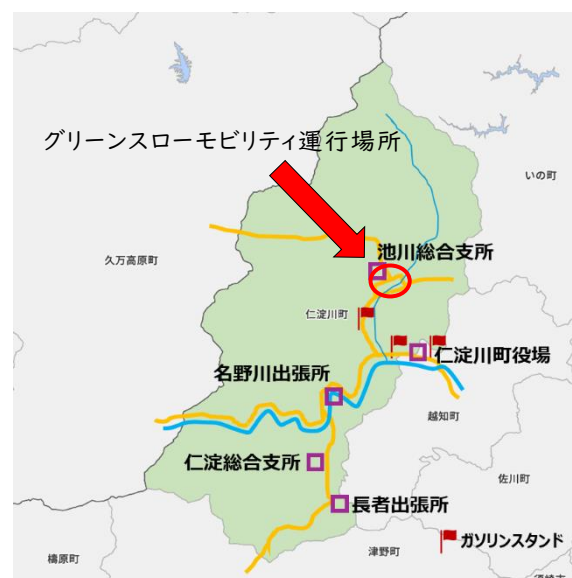 グリーンスローモビリティ運行場所
いの町
池川総合支所
久万高原町
仁淀川町
仁淀川町役場
名野川出張所
越知町
仁淀総合支所
佐川町
長者出張所
ガソリンスタンド
津野町
檮原町
須崎市